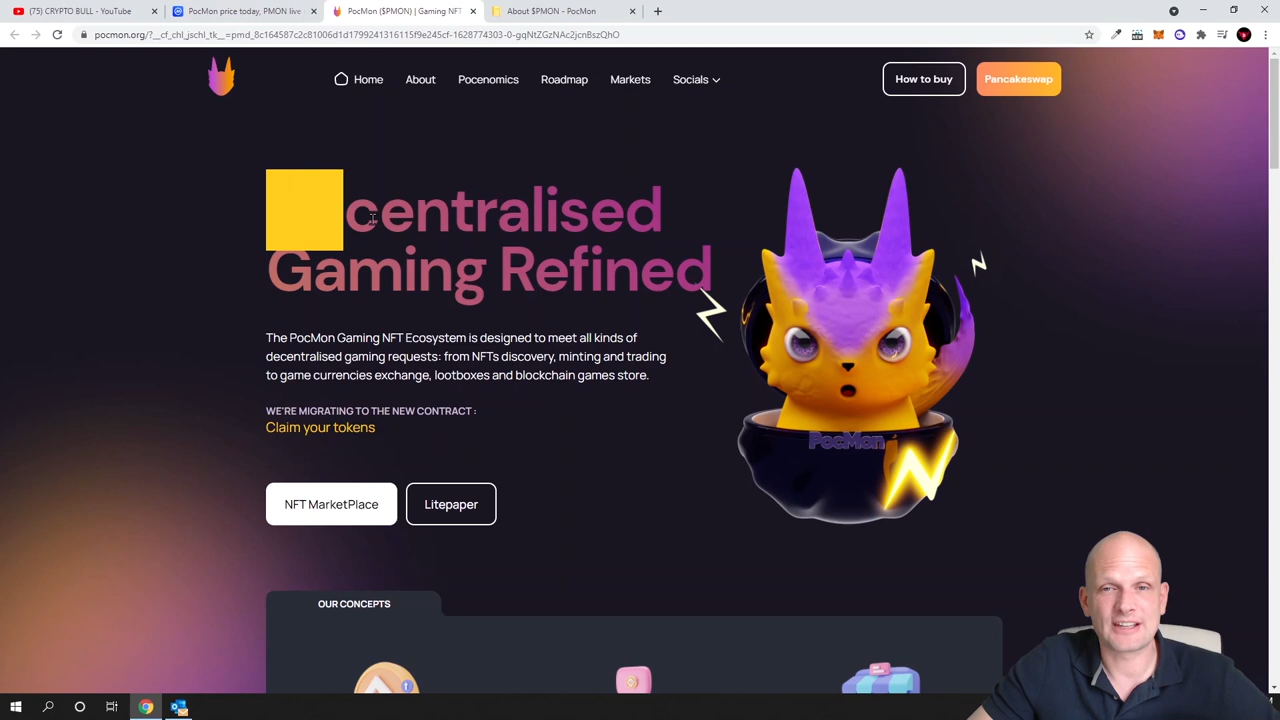 (75) CRYPTO BULL - YouTube
PocMon price today, PMON live
PocMon ($PMON) | Gaming NFT
About $PMON - PocMon
pocmon.org/?__cf_chl_jschl_tk__=pmd_8c164587c2c81006d1d1799241316115f9e245cf-1628774303-0-gqNtZGzNAc2jcnBszQhO
Home About Pocenomics Roadmap Markets Socials
How to buy Pancakeswap
centralised
Gaming Refined
The PocMon Gaming NFT Ecosystem is designed to meet all kinds of
decentralised gaming requests: from NFTs discovery, minting and trading
to game currencies exchange, lootboxes and blockchain games store.
WE'RE MIGRATING TO THE NEW CONTRACT :
Claim your tokens
NFT MarketPlace Litepaper
PocMon
OUR CONCEPTS